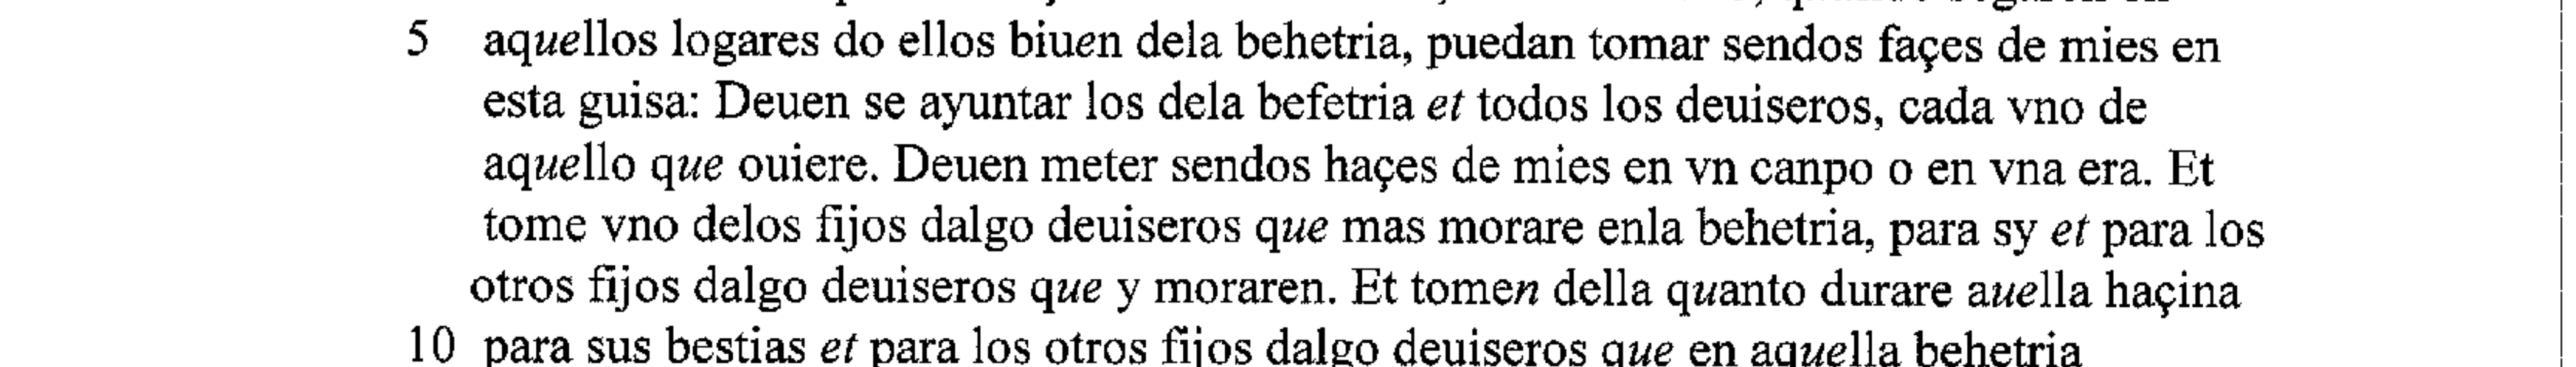 5 aquellos logares do ellos biuen dela behetria, puedan tomar sendos façes de mies en
esta guisa: Deuen se ayuntar los dela befetria et todos los deuiseros, cada vno de
aquello que ouiere. Deuen meter sendos haçes de mies en vn canpo o en vna era. Et
tome vno delos fijos dalgo deuiseros que mas morare enla behetria, para sy et para los
otros fijos dalgo deuiseros que y moraren. Et tomen della quanto durare auella haçina
10 para sus bestias et para los otros fijos dalgo deuiseros que en aquella behetria